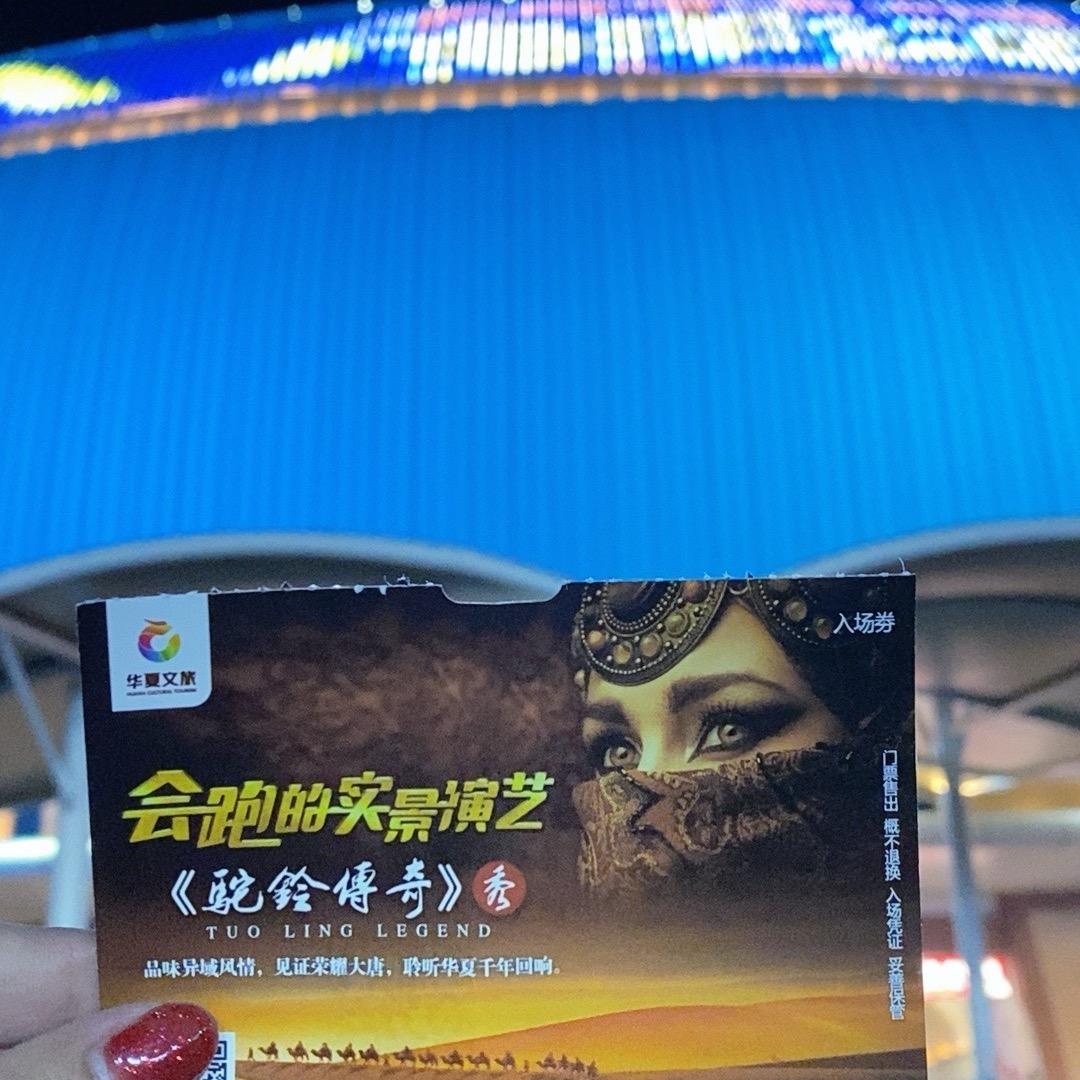 华夏文旅
HUAXIA CULTURAL TOURISM
入场券
会跑的实景演艺
《駝鈴傳奇》秀
TUO LING LEGEND
品味异域风情，见证荣耀大唐，聆听华夏千年回响。
门票售出 概不退换 入场凭证 妥善保管